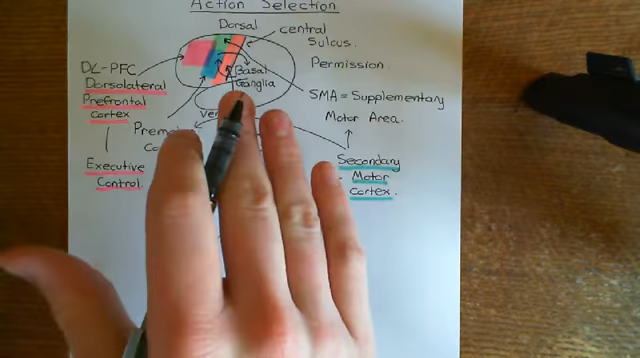 Action Selection
Dorsal
central
Sulcus.
Permission
DL-PFC
Dorsolateral
Prefrontal
cortex
Basal
Ganglia
SMA = Supplementary
Motor Area.
Executive
Control.
Secondary
Motor
cortex.